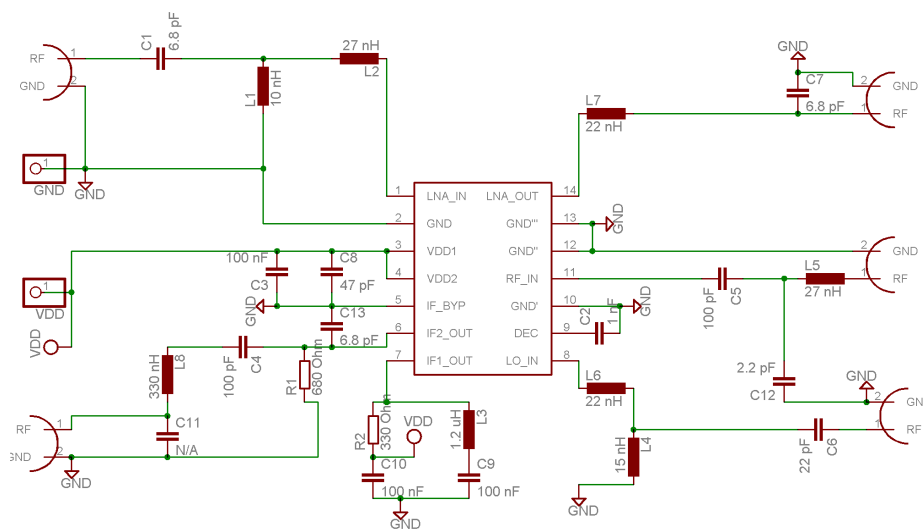 RF 1
GND 2
C1
6.8 pF
L1
10 nH
27 nH
L2
1
GND
GND
1 LNA_IN
2 GND
3 VDD1
4 VDD2
5 IF_BYP
6 IF2_OUT
7 IF1_OUT
LNA_OUT 14
GND''' 13
GND'' 12
RF_IN 11
GND' 10
DEC 9
LO_IN 8
GND
C7
6.8 pF
2 GND
1 RF
L7
22 nH
GND
2 GND
1 RF
L5
27 nH
100 pF
C5
GND
C2
1 nF
2.2 pF
C12
GND
2 GN
1 RF
L6
22 nH
15 nH
L4
22 pF
C6
GND
1
VDD
VDD
100 nF
C3
C8
47 pF
GND
C13
6.8 pF
330 nH
L8
100 pF
C4
R1
680 Ohm
RF 1
GND 2
C11
N/A
GND
R2
330 Ohm
VDD
1.2 uH
L3
C10
100 nF
C9
100 nF
GND